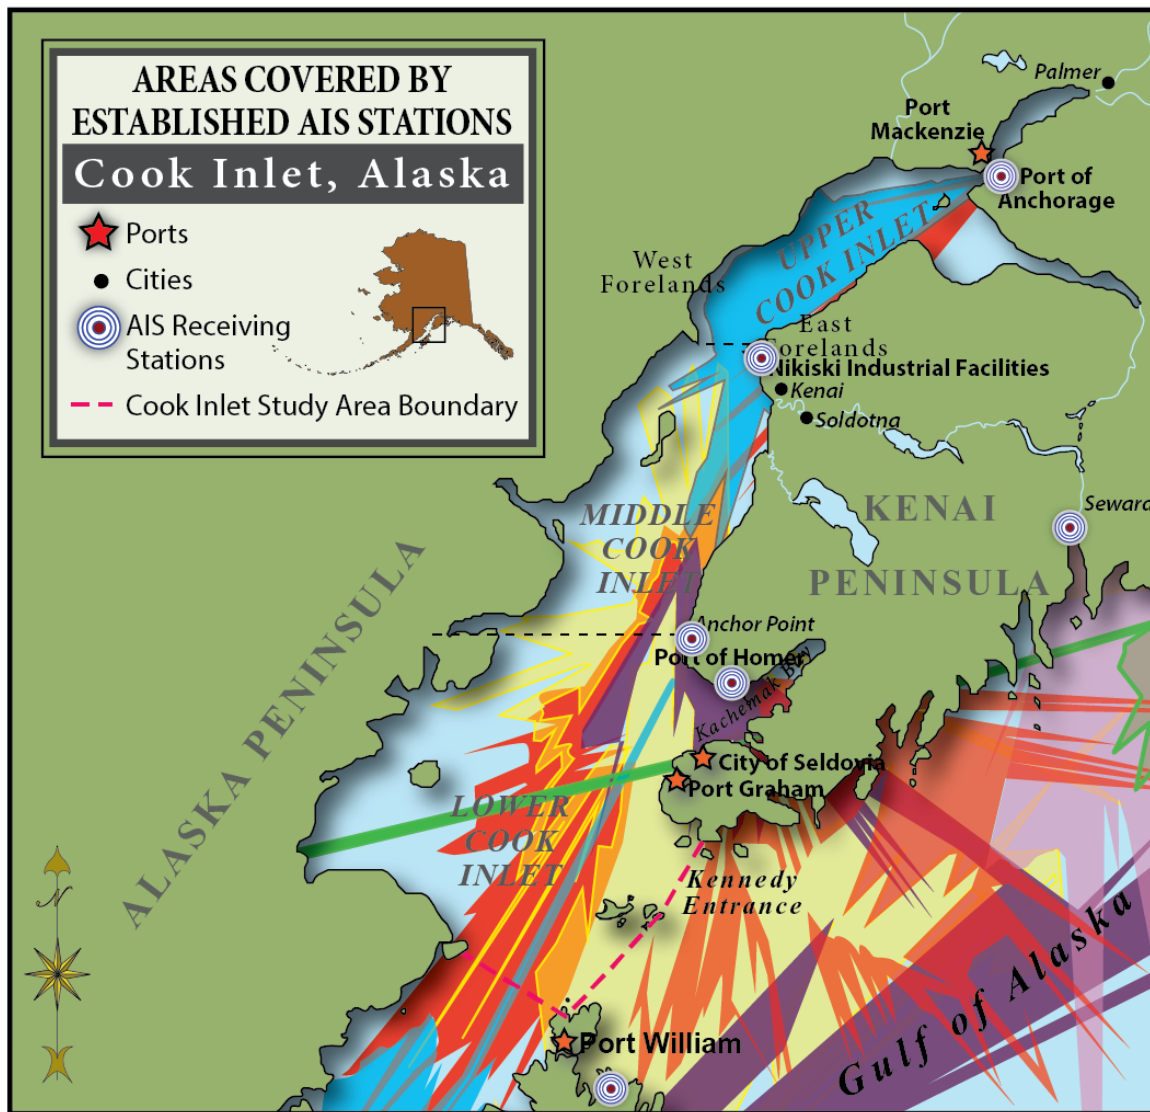 AREAS COVERED BY
ESTABLISHED AIS STATIONS
Cook Inlet, Alaska
Ports
Cities
AIS Receiving
Stations
Cook Inlet Study Area Boundary
Palmer
Port
Mackenzie
Port of
Anchorage
UPPER
COOK INLET
West
Forelands
East
Forelands
Nikiski Industrial Facilities
Kenai
Soldotna
KENAI
PENINSULA
Seward
MIDDLE
COOK
INLET
ALASKA PENINSULA
Anchor Point
Port of Homer
Kachemak Bay
City of Seldovia
Port Graham
LOWER
COOK
INLET
Kennedy
Entrance
N
Gulf of Alaska
Port William